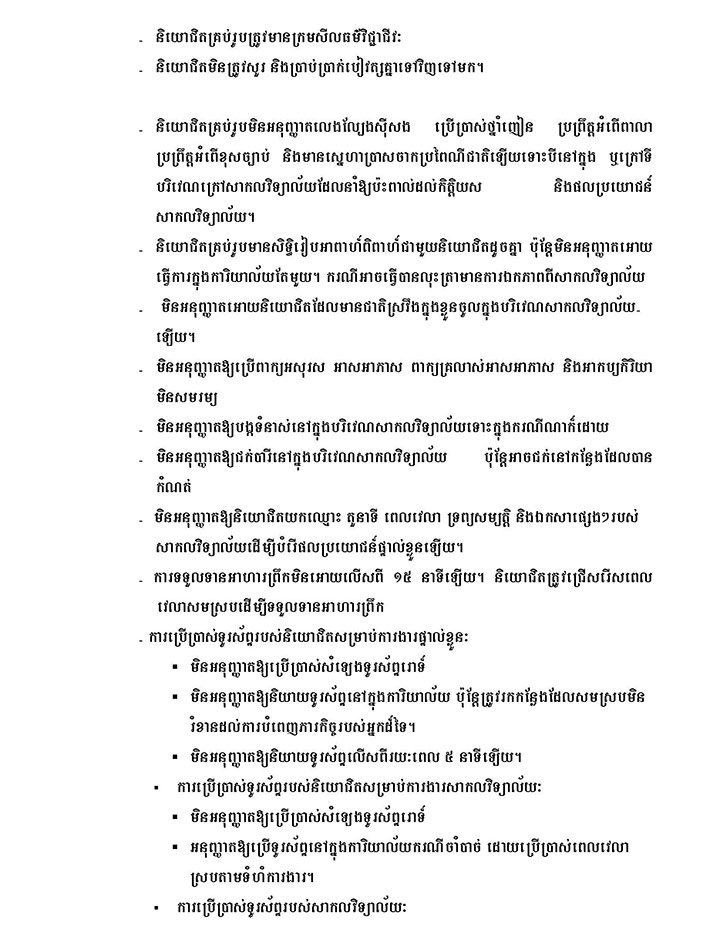 - និយោជិតគ្រប់រូបត្រូវមានក្រមសីលធម៌វិជ្ជាជីវៈ
- និយោជិតមិនត្រូវសួរ និងប្រាប់ប្រាក់បៀវត្សគ្នាទៅវិញទៅមក។
- និយោជិតគ្រប់រូបមិនអនុញ្ញាតលេងល្បែងស៊ីសង ប្រើប្រាស់ថ្នាំញៀន ប្រព្រឹត្តអំពើពាលា
ប្រព្រឹត្តអំពើខុសច្បាប់ និងមានស្នេហាប្រាសចាកប្រពៃណីជាតិឡើយទោះបីនៅក្នុង ឬក្រៅទី
បរិវេណក្រៅសាកលវិទ្យាល័យដែលនាំឱ្យប៉ះពាល់ដល់កិត្តិយស និងផលប្រយោជន៍
សាកលវិទ្យាល័យ។
- និយោជិតគ្រប់រូបមានសិទ្ធិរៀបអាពាហ៍ពិពាហ៍ជាមួយនិយោជិតដូចគ្នា ប៉ុន្តែមិនអនុញ្ញាតអោយ
ធ្វើការក្នុងការិយាល័យតែមួយ។ ករណីអាចធ្វើបានលុះត្រាមានការឯកភាពពីសាកលវិទ្យាល័យ
- មិនអនុញ្ញាតអោយនិយោជិតដែលមានជាតិស្រវឹងក្នុងខ្លួនចូលក្នុងបរិវេណសាកលវិទ្យាល័យ-
ឡើយ។
- មិនអនុញ្ញាតឱ្យប្រើពាក្យអសុរស អាសអាភាស ពាក្យគ្រលាស់អាសអាភាស និងអាកប្បកិរិយា
មិនសមរម្យ
- មិនអនុញ្ញាតឱ្យបង្កទំនាស់នៅក្នុងបរិវេណសាកលវិទ្យាល័យទោះក្នុងករណីណាក៏ដោយ
- មិនអនុញ្ញាតឱ្យជក់បារីនៅក្នុងបរិវេណសាកលវិទ្យាល័យ ប៉ុន្តែអាចជក់នៅកន្លែងដែលបាន
កំណត់
- មិនអនុញ្ញាតឱ្យនិយោជិតយកឈ្មោះ តួនាទី ពេលវេលា ទ្រព្យសម្បត្តិ និងឯកសារផ្សេងៗរបស់
សាកលវិទ្យាល័យដើម្បីបំរើផលប្រយោជន៍ផ្ទាល់ខ្លួនឡើយ។
- ការទទួលទានអាហារព្រឹកមិនអោយលើសពី ១៥ នាទីឡើយ។ និយោជិតត្រូវជ្រើសរើសពេល
វេលាសមស្របដើម្បីទទួលទានអាហារព្រឹក
- ការប្រើប្រាស់ទូរស័ព្ទរបស់និយោជិតសម្រាប់ការងារផ្ទាល់ខ្លួនៈ
▪ មិនអនុញ្ញាតឱ្យប្រើប្រាស់សំឡេងទូរស័ព្ទរោទ៍
▪ មិនអនុញ្ញាតឱ្យនិយាយទូរស័ព្ទនៅក្នុងការិយាល័យ ប៉ុន្តែត្រូវរកកន្លែងដែលសមស្របមិន
រំខានដល់ការបំពេញភារកិច្ចរបស់អ្នកដ៏ទៃ។
▪ មិនអនុញ្ញាតឱ្យនិយាយទូរស័ព្ទលើសពីរយៈពេល ៥ នាទីឡើយ។
▪ ការប្រើប្រាស់ទូរស័ព្ទរបស់និយោជិតសម្រាប់ការងារសាកលវិទ្យាល័យៈ
▪ មិនអនុញ្ញាតឱ្យប្រើប្រាស់សំឡេងទូរស័ព្ទរោទ៍
▪ អនុញ្ញាតឱ្យប្រើទូរស័ព្ទនៅក្នុងការិយាល័យករណីចាំបាច់ ដោយប្រើប្រាស់ពេលវេលា
ស្របតាមទំហំការងារ។
▪ ការប្រើប្រាស់ទូរស័ព្ទរបស់សាកលវិទ្យាល័យៈ